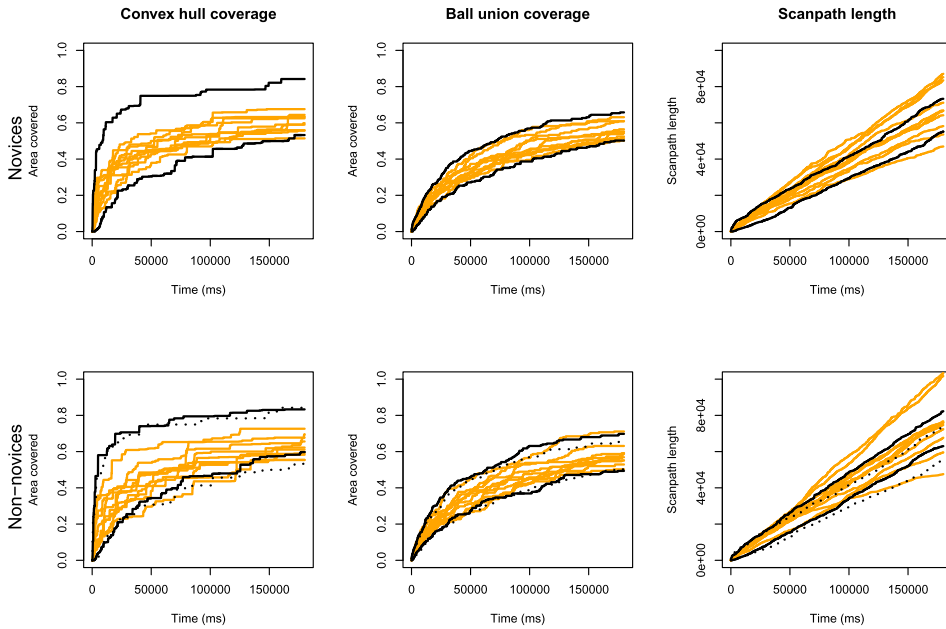 Convex hull coverage
Ball union coverage
Scanpath length
Novices
Area covered
0.0 0.2 0.4 0.6 0.8 1.0
0 50000 100000 150000
Time (ms)
Area covered
0.0 0.2 0.4 0.6 0.8 1.0
0 50000 100000 150000
Time (ms)
Scanpath length
0e+00 4e+04 8e+04
0 50000 100000 150000
Time (ms)
Non−novices
Area covered
0.0 0.2 0.4 0.6 0.8 1.0
0 50000 100000 150000
Time (ms)
Area covered
0.0 0.2 0.4 0.6 0.8 1.0
0 50000 100000 150000
Time (ms)
Scanpath length
0e+00 4e+04 8e+04
0 50000 100000 150000
Time (ms)